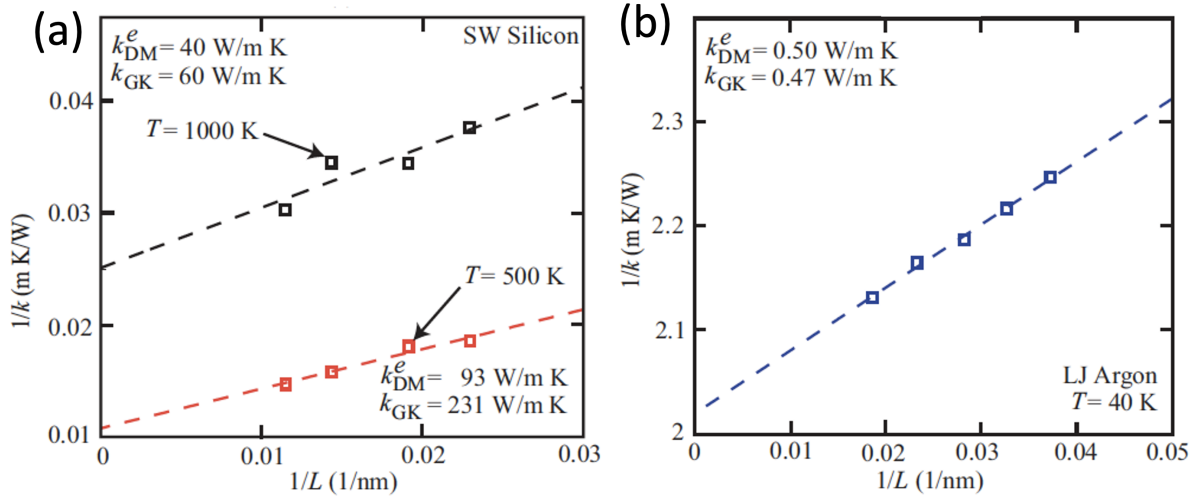 (a)
k^e_DM = 40 W/m K
k_GK = 60 W/m K
SW Silicon
T = 1000 K
T = 500 K
k^e_DM = 93 W/m K
k_GK = 231 W/m K
0.04
0.03
0.02
0.01
1/k (m K/W)
0 0.01 0.02 0.03
1/L (1/nm)
(b)
k^e_DM = 0.50 W/m K
k_GK = 0.47 W/m K
2.3
2.2
2.1
2
1/k (m K/W)
LJ Argon
T = 40 K
0 0.01 0.02 0.03 0.04 0.05
1/L (1/nm)